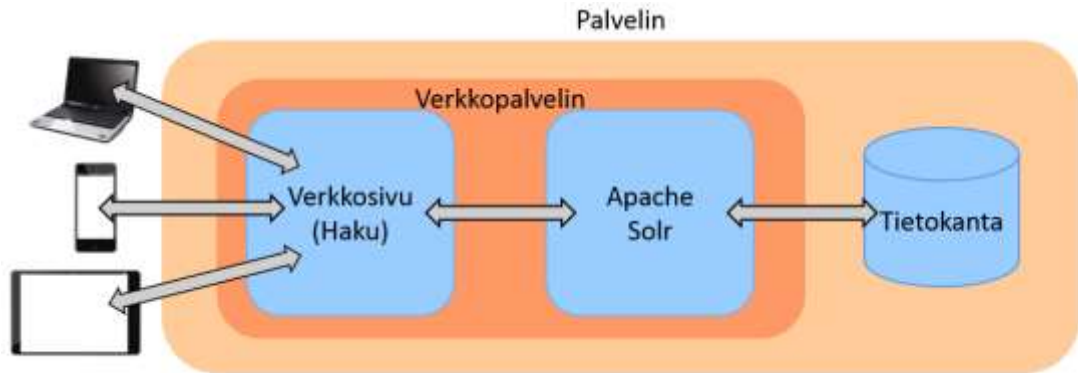 Palvelin
Verkkopalvelin
Verkkosivu
(Haku)
Apache
Solr
Tietokanta